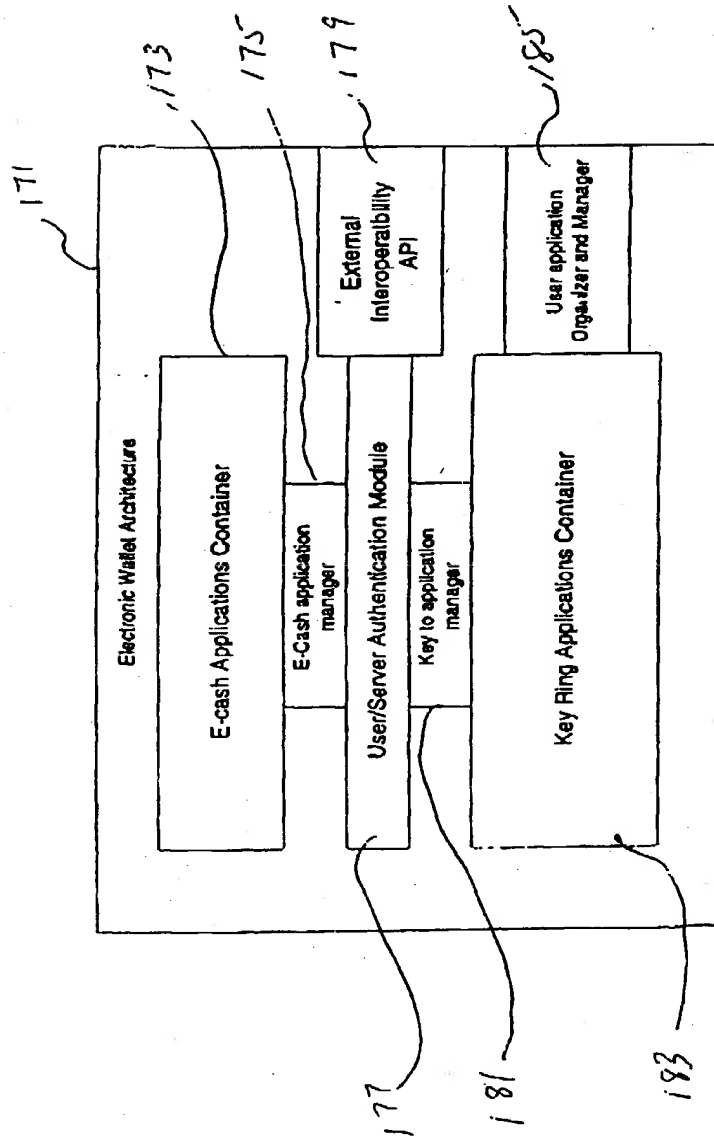 171
Electronic Wallet Architecture
173
E-cash Applications Container
175
E-Cash application
manager
179
External
Interoperatbility
API
177
User/Server Authentication Module
181
Key to application
manager
185
User application
Organizer and Manager
183
Key Ring Applications Container